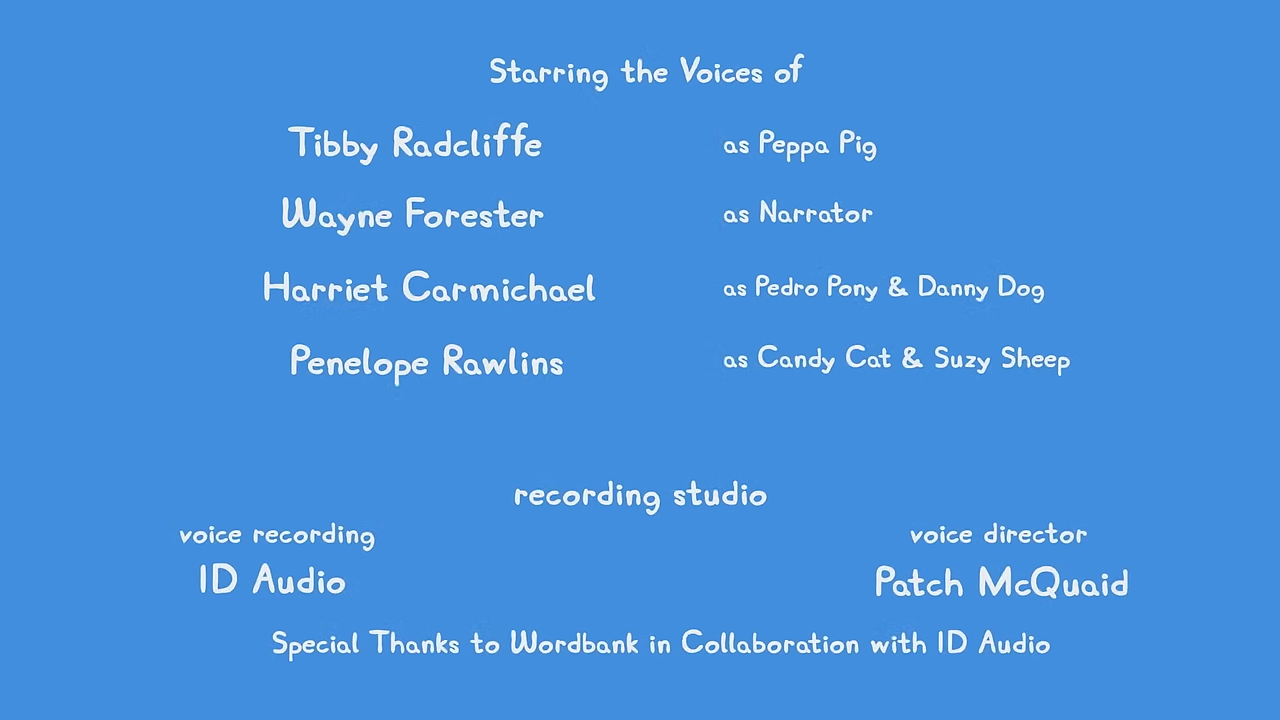 Starring the Voices of
Tibby Radcliffe as Peppa Pig
Wayne Forester as Narrator
Harriet Carmichael as Pedro Pony & Danny Dog
Penelope Rawlins as Candy Cat & Suzy Sheep
recording studio
voice recording
ID Audio
voice director
Patch McQuaid
Special Thanks to Wordbank in Collaboration with ID Audio